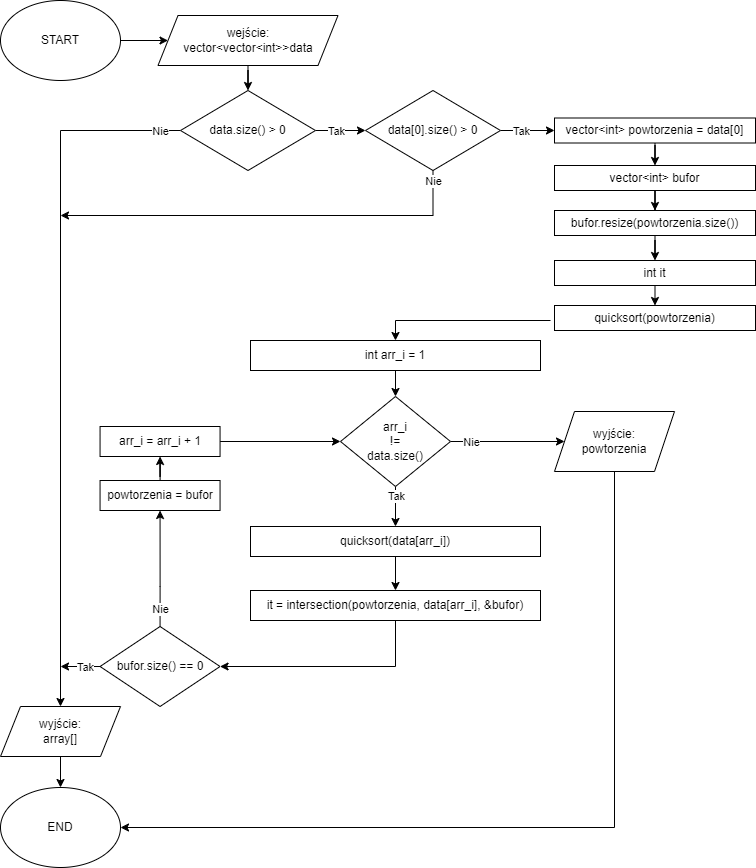 START
wejście:
vector<vector<int>>data
data.size() > 0
Nie
Tak
data[0].size() > 0
Tak
Nie
vector<int> powtorzenia = data[0]
vector<int> bufor
bufor.resize(powtorzenia.size())
int it
quicksort(powtorzenia)
int arr_i = 1
arr_i
!=
data.size()
Nie
Tak
wyjście:
powtorzenia
arr_i = arr_i + 1
powtorzenia = bufor
quicksort(data[arr_i])
it = intersection(powtorzenia, data[arr_i], &bufor)
Nie
bufor.size() == 0
Tak
wyjście:
array[]
END